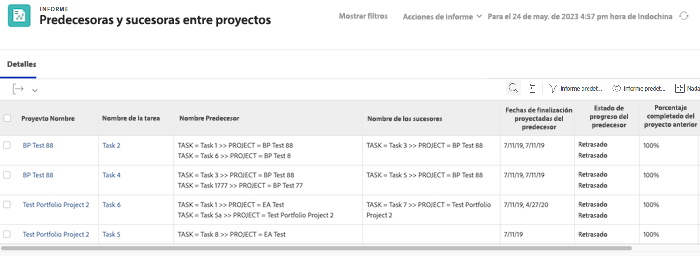 INFORME
Predecesoras y sucesoras entre proyectos
Mostrar filtros
Acciones de informe
Para el 24 de may. de 2023 4:57 pm hora de Indochina
Detalles
Informe predet...
Informe predet...
Nada
Proyecto Nombre
Nombre de la tarea
Nombre Predecesor
Nombre de los sucesores
Fechas de finalización proyectadas del predecesor
Estado de progreso del predecesor
Porcentaje completado del proyecto anterior
BP Test 88
Task 2
TASK = Task 1 >> PROJECT = BP Test 88
TASK = Task 6 >> PROJECT = BP Test 8
TASK = Task 3 >> PROJECT = BP Test 88
7/11/19, 7/11/19
Retrasado
Retrasado
100%
BP Test 88
Task 4
TASK = Task 3 >> PROJECT = BP Test 88
TASK = Task 1777 >> PROJECT = BP Test 77
TASK = Task 5 >> PROJECT = BP Test 88
7/11/19, 7/11/19
Retrasado
Retrasado
100%
Test Portfolio Project 2
Task 6
TASK = Task 1 >> PROJECT = EA Test
TASK = Task 5a >> PROJECT = Test Portfolio Project 2
TASK = Task 7 >> PROJECT = Test Portfolio
Project 2
7/11/19, 4/27/20
Retrasado
Retrasado
100%
Test Portfolio Project 2
Task 5
TASK = Task 8 >> PROJECT = EA Test
7/11/19
Retrasado
100%